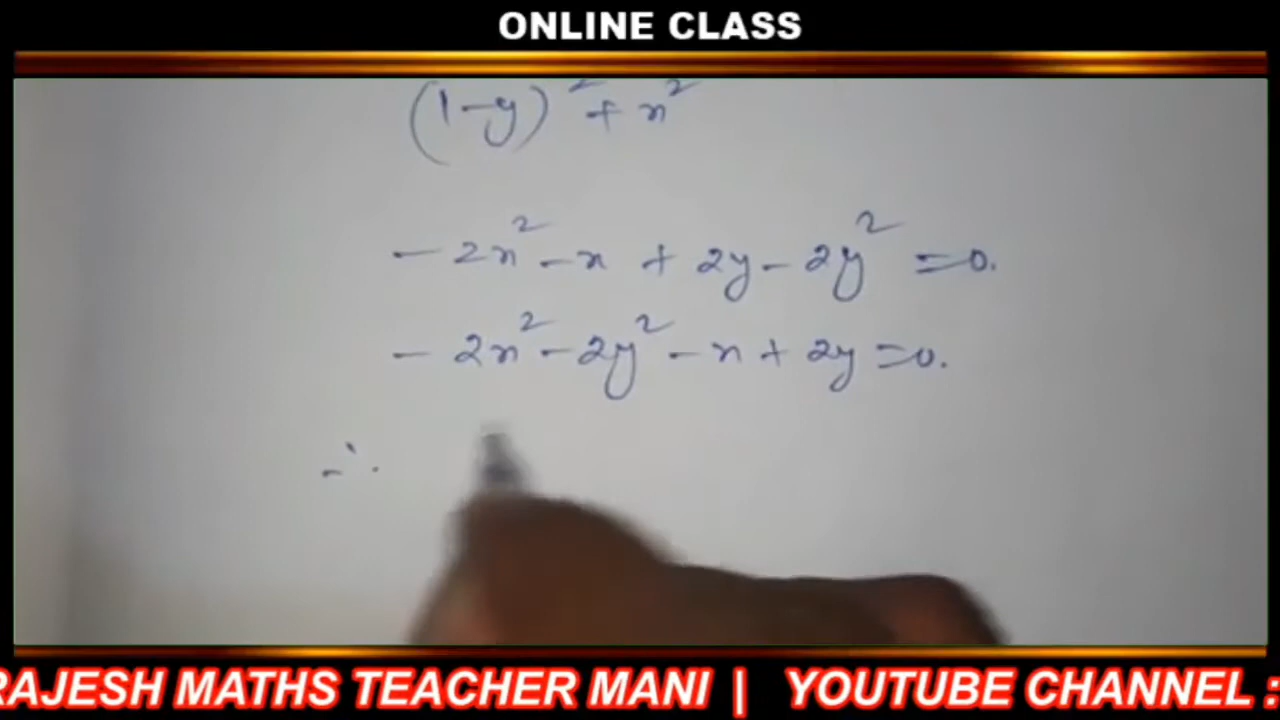 ONLINE CLASS
(1-y)² + x²
- 2x² - x + 2y - 2y² = 0.
- 2x² - 2y² - x + 2y = 0.
∴
RAJESH MATHS TEACHER MANI | YOUTUBE CHANNEL :